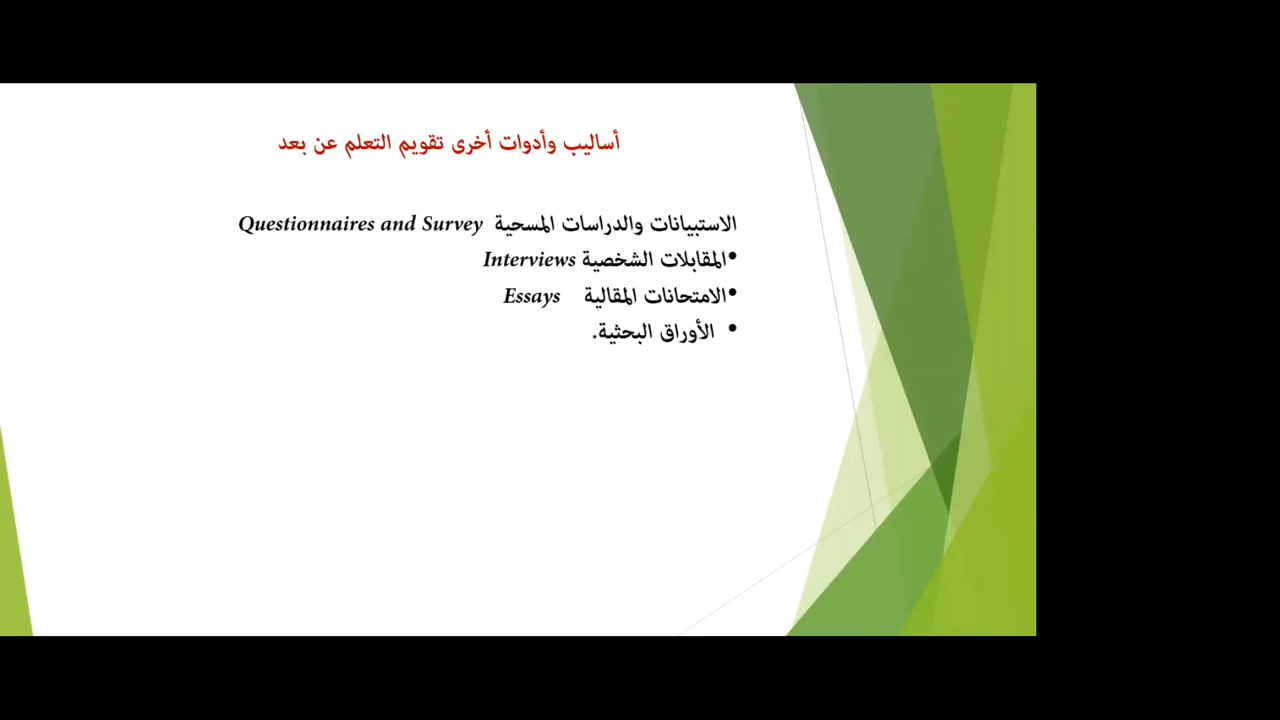 أساليب وأدوات أخرى تقويم التعلم عن بعد
الاستبيانات والدراسات المسحية Questionnaires and Survey
•المقابلات الشخصية Interviews
•الامتحانات المقالية Essays
• الأوراق البحثية.